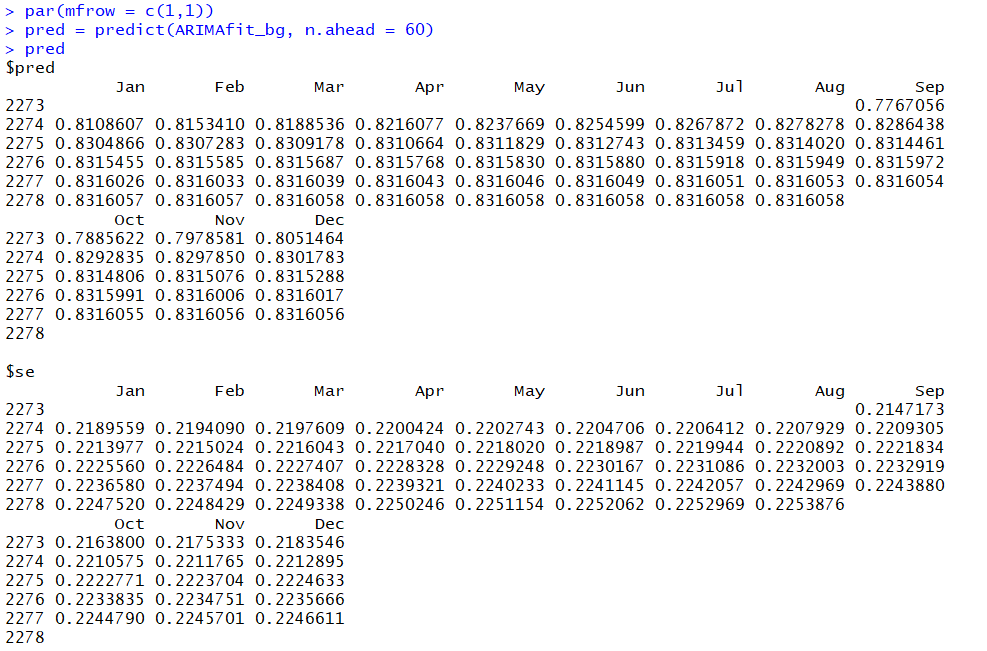 > par(mfrow = c(1,1))
> pred = predict(ARIMAfit_bg, n.ahead = 60)
> pred
$pred
           Jan       Feb       Mar       Apr       May       Jun       Jul       Aug       Sep
2273                                                                                 0.7767056
2274 0.8108607 0.8153410 0.8188536 0.8216077 0.8237669 0.8254599 0.8267872 0.8278278 0.8286438
2275 0.8304866 0.8307283 0.8309178 0.8310664 0.8311829 0.8312743 0.8313459 0.8314020 0.8314461
2276 0.8315455 0.8315585 0.8315687 0.8315768 0.8315830 0.8315880 0.8315918 0.8315949 0.8315972
2277 0.8316026 0.8316033 0.8316039 0.8316043 0.8316046 0.8316049 0.8316051 0.8316053 0.8316054
2278 0.8316057 0.8316057 0.8316058 0.8316058 0.8316058 0.8316058 0.8316058 0.8316058
           Oct       Nov       Dec
2273 0.7885622 0.7978581 0.8051464
2274 0.8292835 0.8297850 0.8301783
2275 0.8314806 0.8315076 0.8315288
2276 0.8315991 0.8316006 0.8316017
2277 0.8316055 0.8316056 0.8316056
2278
$se
           Jan       Feb       Mar       Apr       May       Jun       Jul       Aug       Sep
2273                                                                                 0.2147173
2274 0.2189559 0.2194090 0.2197609 0.2200424 0.2202743 0.2204706 0.2206412 0.2207929 0.2209305
2275 0.2213977 0.2215024 0.2216043 0.2217040 0.2218020 0.2218987 0.2219944 0.2220892 0.2221834
2276 0.2225560 0.2226484 0.2227407 0.2228328 0.2229248 0.2230167 0.2231086 0.2232003 0.2232919
2277 0.2236580 0.2237494 0.2238408 0.2239321 0.2240233 0.2241145 0.2242057 0.2242969 0.2243880
2278 0.2247520 0.2248429 0.2249338 0.2250246 0.2251154 0.2252062 0.2252969 0.2253876
           Oct       Nov       Dec
2273 0.2163800 0.2175333 0.2183546
2274 0.2210575 0.2211765 0.2212895
2275 0.2222771 0.2223704 0.2224633
2276 0.2233835 0.2234751 0.2235666
2277 0.2244790 0.2245701 0.2246611
2278